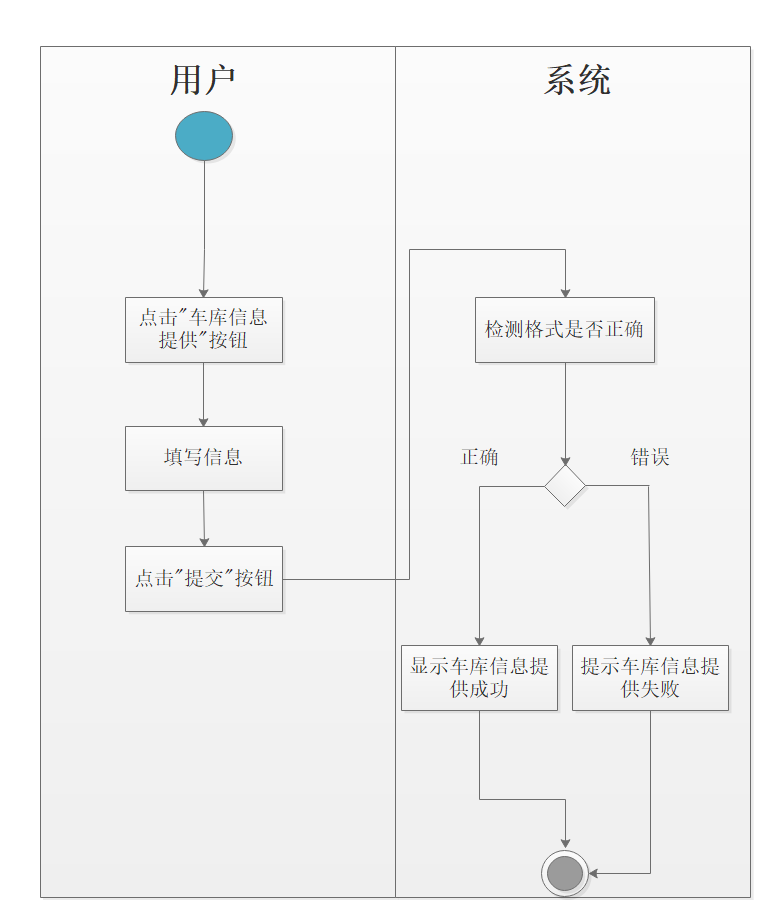 用户
系统
点击"车库信息
提供"按钮
填写信息
点击"提交"按钮
检测格式是否正确
正确
错误
显示车库信息提
供成功
提示车库信息提
供失败